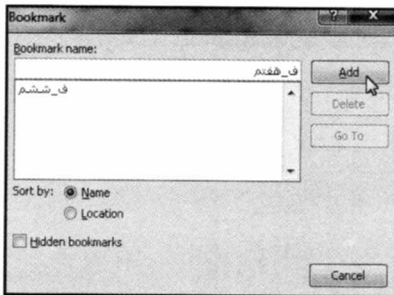 Bookmark
Bookmark name:
ف_هفتم
Add
ف_ششم
Delete
Go To
Sort by: Name
Location
Hidden bookmarks
Cancel